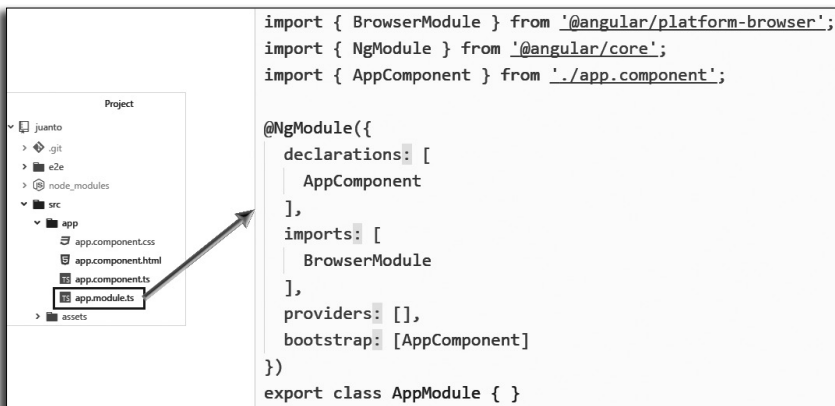 Project
juanto
.git
e2e
node_modules
src
app
app.component.css
app.component.html
TS app.component.ts
TS app.module.ts
assets
import { BrowserModule } from '@angular/platform-browser';
import { NgModule } from '@angular/core';
import { AppComponent } from './app.component';
@NgModule({
declarations: [
AppComponent
],
imports: [
BrowserModule
],
providers: [],
bootstrap: [AppComponent]
})
export class AppModule { }